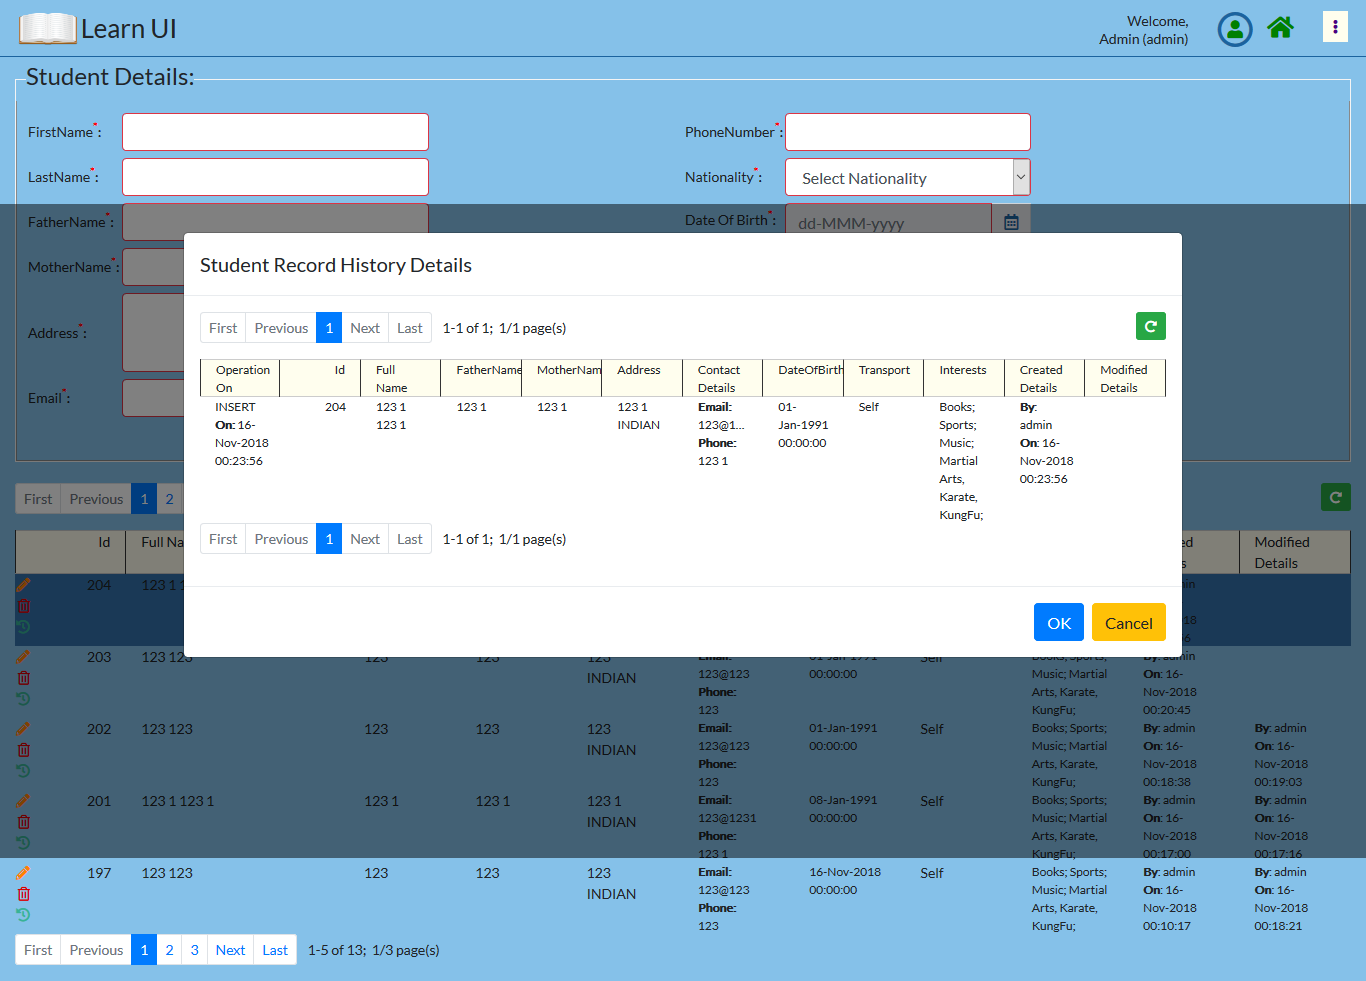 Learn UI
Welcome,
Admin (admin)
Student Details:
FirstName*:
PhoneNumber*:
LastName*:
Nationality*:
Select Nationality
FatherName*:
Date Of Birth*:
dd-MMM-yyyy
MotherName*:
Address*:
Email*:
Student Record History Details
First Previous 1 Next Last 1-1 of 1; 1/1 page(s)
Operation Id Full FatherName MotherNam Address Contact DateOfBirth Transport Interests Created Modified
On Name Details Details Details
INSERT 204 123 1 123 1 123 1 123 1 Email: 01- Self Books; By:
On: 16- 123 1 INDIAN 123@1... Jan-1991 Sports; admin
Nov-2018 Phone: 00:00:00 Music; On: 16-
00:23:56 123 1 Martial Nov-2018
Arts, 00:23:56
Karate,
KungFu;
First Previous 1 Next Last 1-1 of 1; 1/1 page(s)
OK Cancel
First Previous 1 2
Id Full Na Modified
Details
204 123 1
203 123 123 123 123 123 01-Jan-1991 Self Books; Sports; By: admin
INDIAN 123@123 00:00:00 Music; Martial On: 16-
Phone: Arts, Karate, Nov-2018
123 KungFu; 00:20:45
202 123 123 123 123 123 Email: 01-Jan-1991 Self Books; Sports; By: admin By: admin
INDIAN 123@123 00:00:00 Music; Martial On: 16- On: 16-
Phone: Arts, Karate, Nov-2018 Nov-2018
123 KungFu; 00:18:38 00:19:03
201 123 1 123 1 123 1 123 1 123 1 Email: 08-Jan-1991 Self Books; Sports; By: admin By: admin
INDIAN 123@1231 00:00:00 Music; Martial On: 16- On: 16-
Phone: Arts, Karate, Nov-2018 Nov-2018
123 1 KungFu; 00:17:00 00:17:16
197 123 123 123 123 123 Email: 16-Nov-2018 Self Books; Sports; By: admin By: admin
INDIAN 123@123 00:00:00 Music; Martial On: 16- On: 16-
Phone: Arts, Karate, Nov-2018 Nov-2018
123 KungFu; 00:10:17 00:18:21
First Previous 1 2 3 Next Last 1-5 of 13; 1/3 page(s)